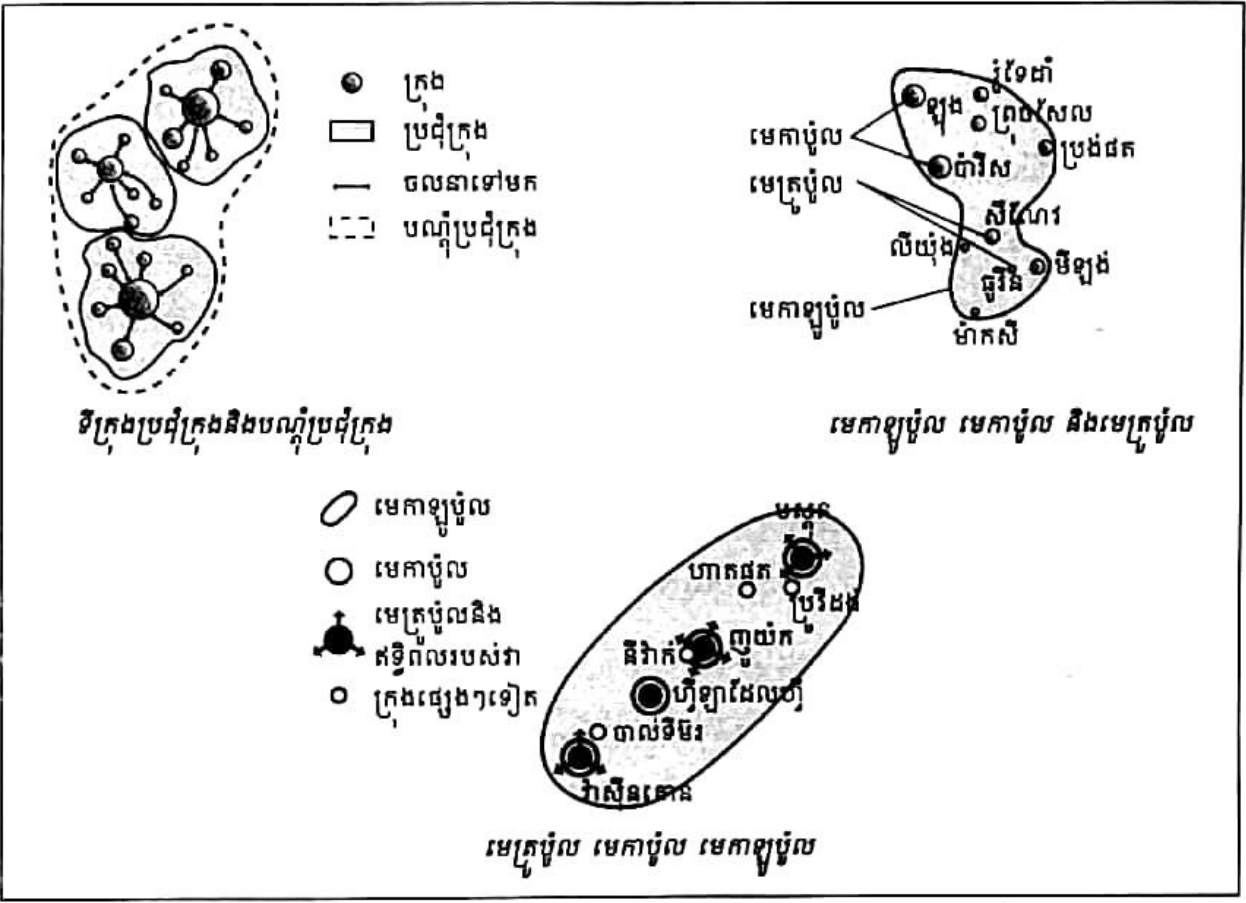 ក្រុង
ប្រជុំក្រុង
ចលនាទៅមក
បណ្តុំប្រជុំក្រុង
ទីក្រុងប្រជុំក្រុងនិងបណ្តុំប្រជុំក្រុង
រ៉ូទែដាំ
ឡុង
ព្រុចសែល
មេកាប៉ូល
ប្រង់ផត
ប៉ារីស
មេត្រូប៉ូល
សឺណែវ
លីយ៉ុង
មីឡង់
ធូរីន
មេកាឡូប៉ូល
ម៉ាកសី
មេកាឡូប៉ូល មេកាប៉ូល និងមេត្រូប៉ូល
មេកាឡូប៉ូល
មេកាប៉ូល
មេត្រូប៉ូលនិង
ឥទ្ធិពលរបស់វា
ក្រុងផ្សេងៗទៀត
បូស្តុន
ហាតផត
ប្រូវីដង់
ញូយ៉ក
នីវ៉ាក់
ហ្វីឡាដែលហ្វី
បាល់ទីម័រ
វ៉ាស៊ីនតោន
មេត្រូប៉ូល មេកាប៉ូល មេកាឡូប៉ូល